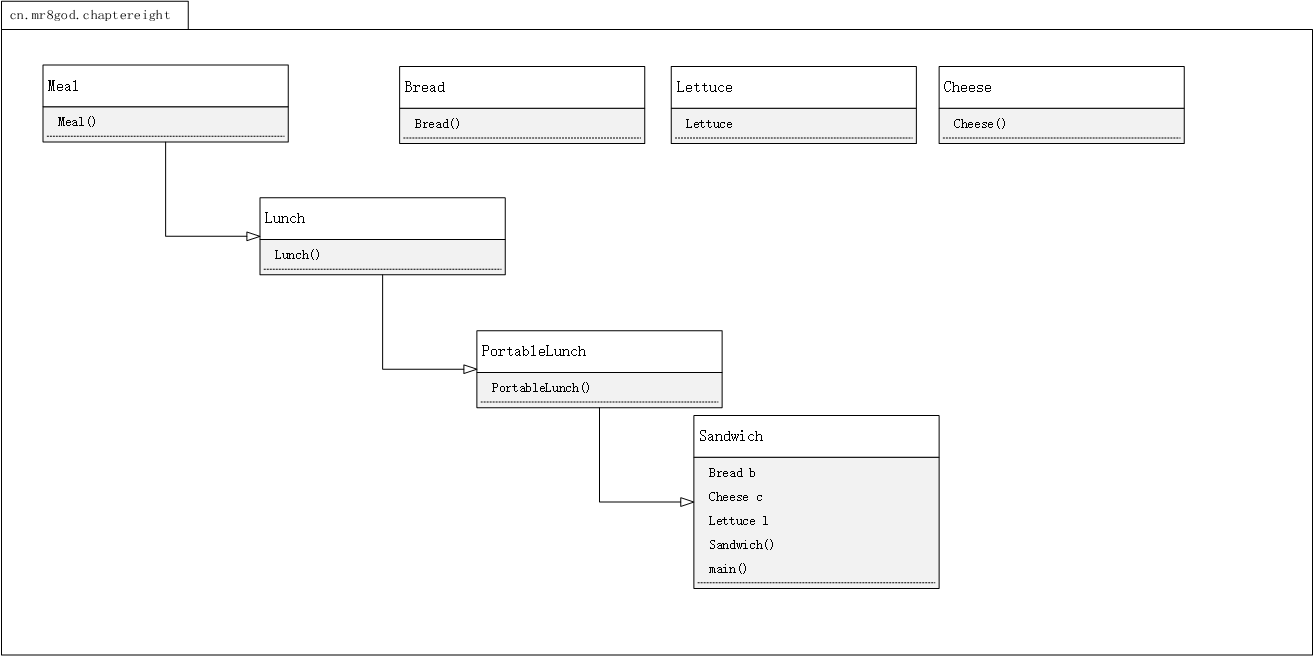 cn.mr8god.chaptereight
Meal
Meal()
Bread
Bread()
Lettuce
Lettuce
Cheese
Cheese()
Lunch
Lunch()
PortableLunch
PortableLunch()
Sandwich
Bread b
Cheese c
Lettuce l
Sandwich()
main()